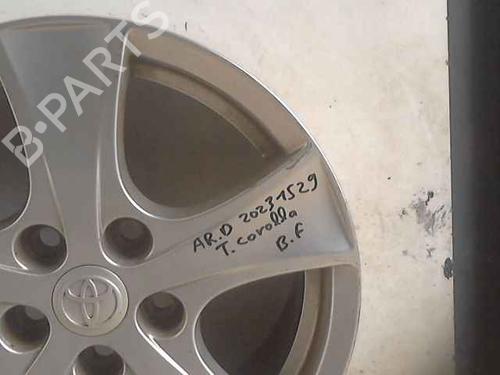 B-PARTS
AR.D 20231529
T. corolla
B.F